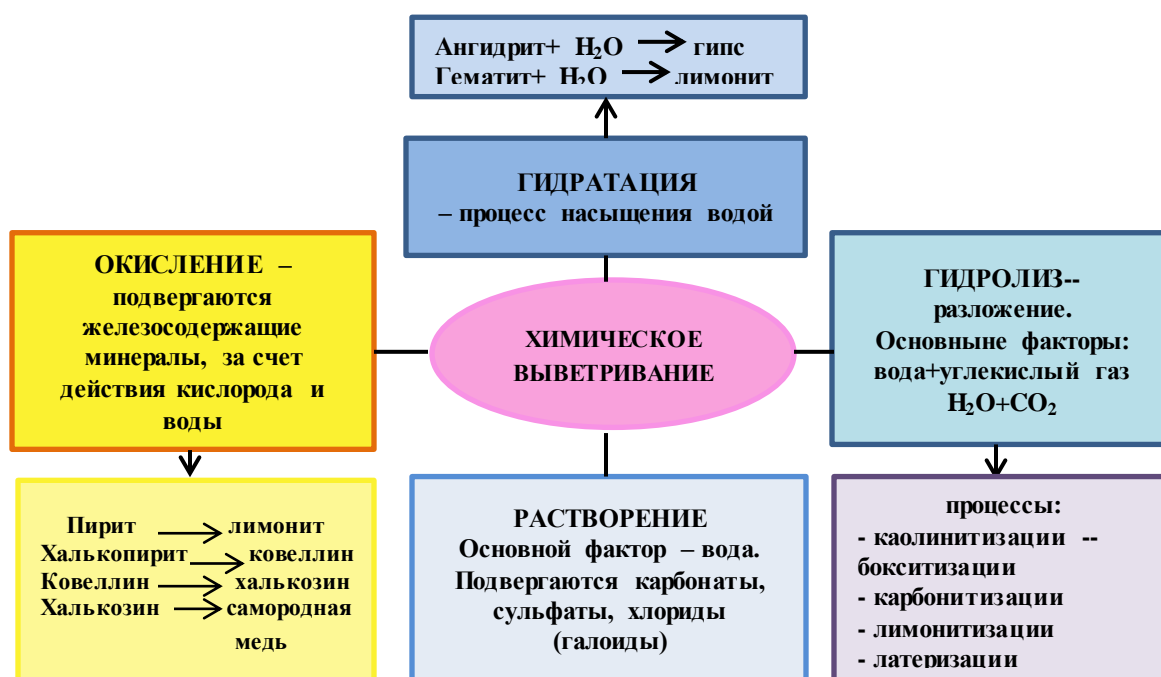 Ангидрит+ H₂O → гипс
Гематит+ H₂O → лимонит
ГИДРАТАЦИЯ
– процесс насыщения водой
ОКИСЛЕНИЕ –
подвергаются
железосодержащие
минералы, за счет
действия кислорода и
воды
ХИМИЧЕСКОЕ
ВЫВЕТРИВАНИЕ
ГИДРОЛИЗ--
разложение.
Основныне факторы:
вода+углекислый газ
H₂O+CO₂
Пирит → лимонит
Халькопирит → ковеллин
Ковеллин → халькозин
Халькозин → самородная
медь
РАСТВОРЕНИЕ
Основной фактор – вода.
Подвергаются карбонаты,
сульфаты, хлориды
(галоиды)
процессы:
- каолинитизации --
бокситизации
- карбонитизации
- лимонитизации
- латеризации